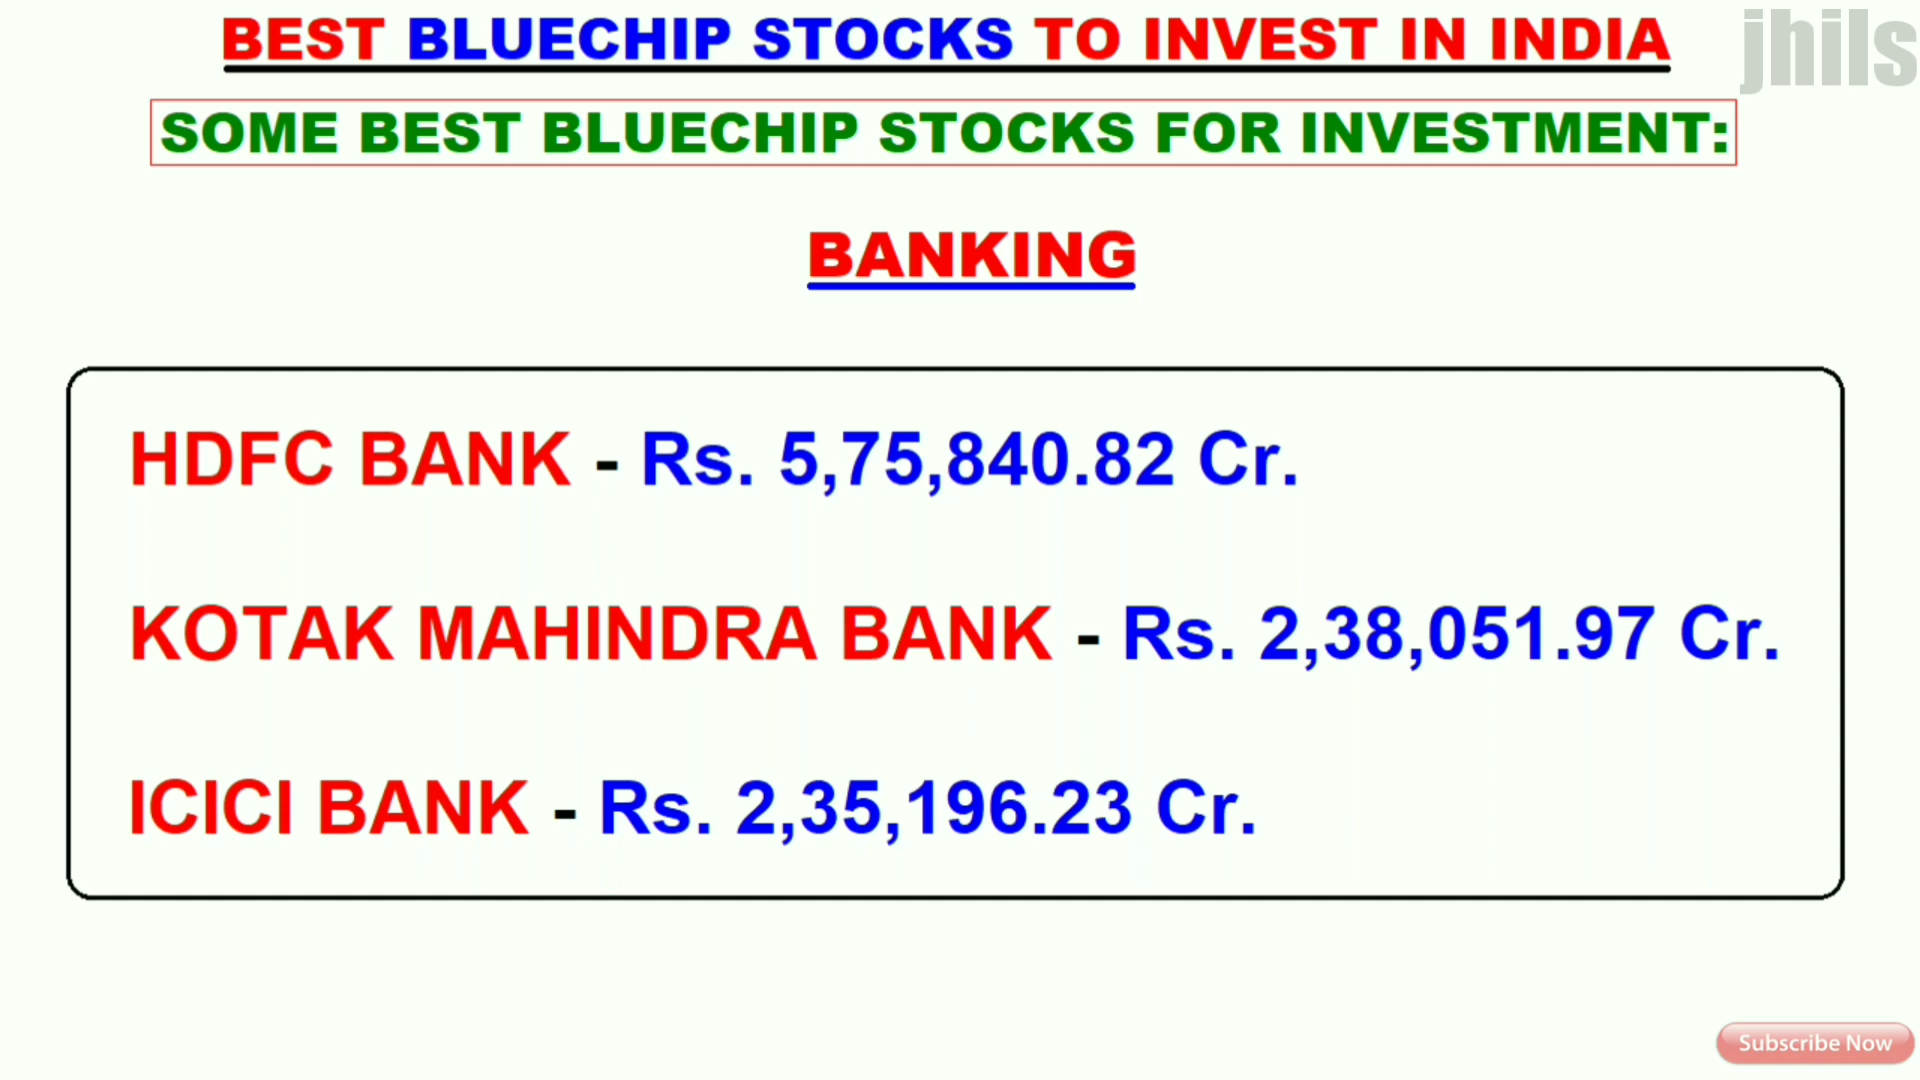 BEST BLUECHIP STOCKS TO INVEST IN INDIA
jhils
SOME BEST BLUECHIP STOCKS FOR INVESTMENT:
BANKING
HDFC BANK - Rs. 5,75,840.82 Cr.
KOTAK MAHINDRA BANK - Rs. 2,38,051.97 Cr.
ICICI BANK - Rs. 2,35,196.23 Cr.
Subscribe Now